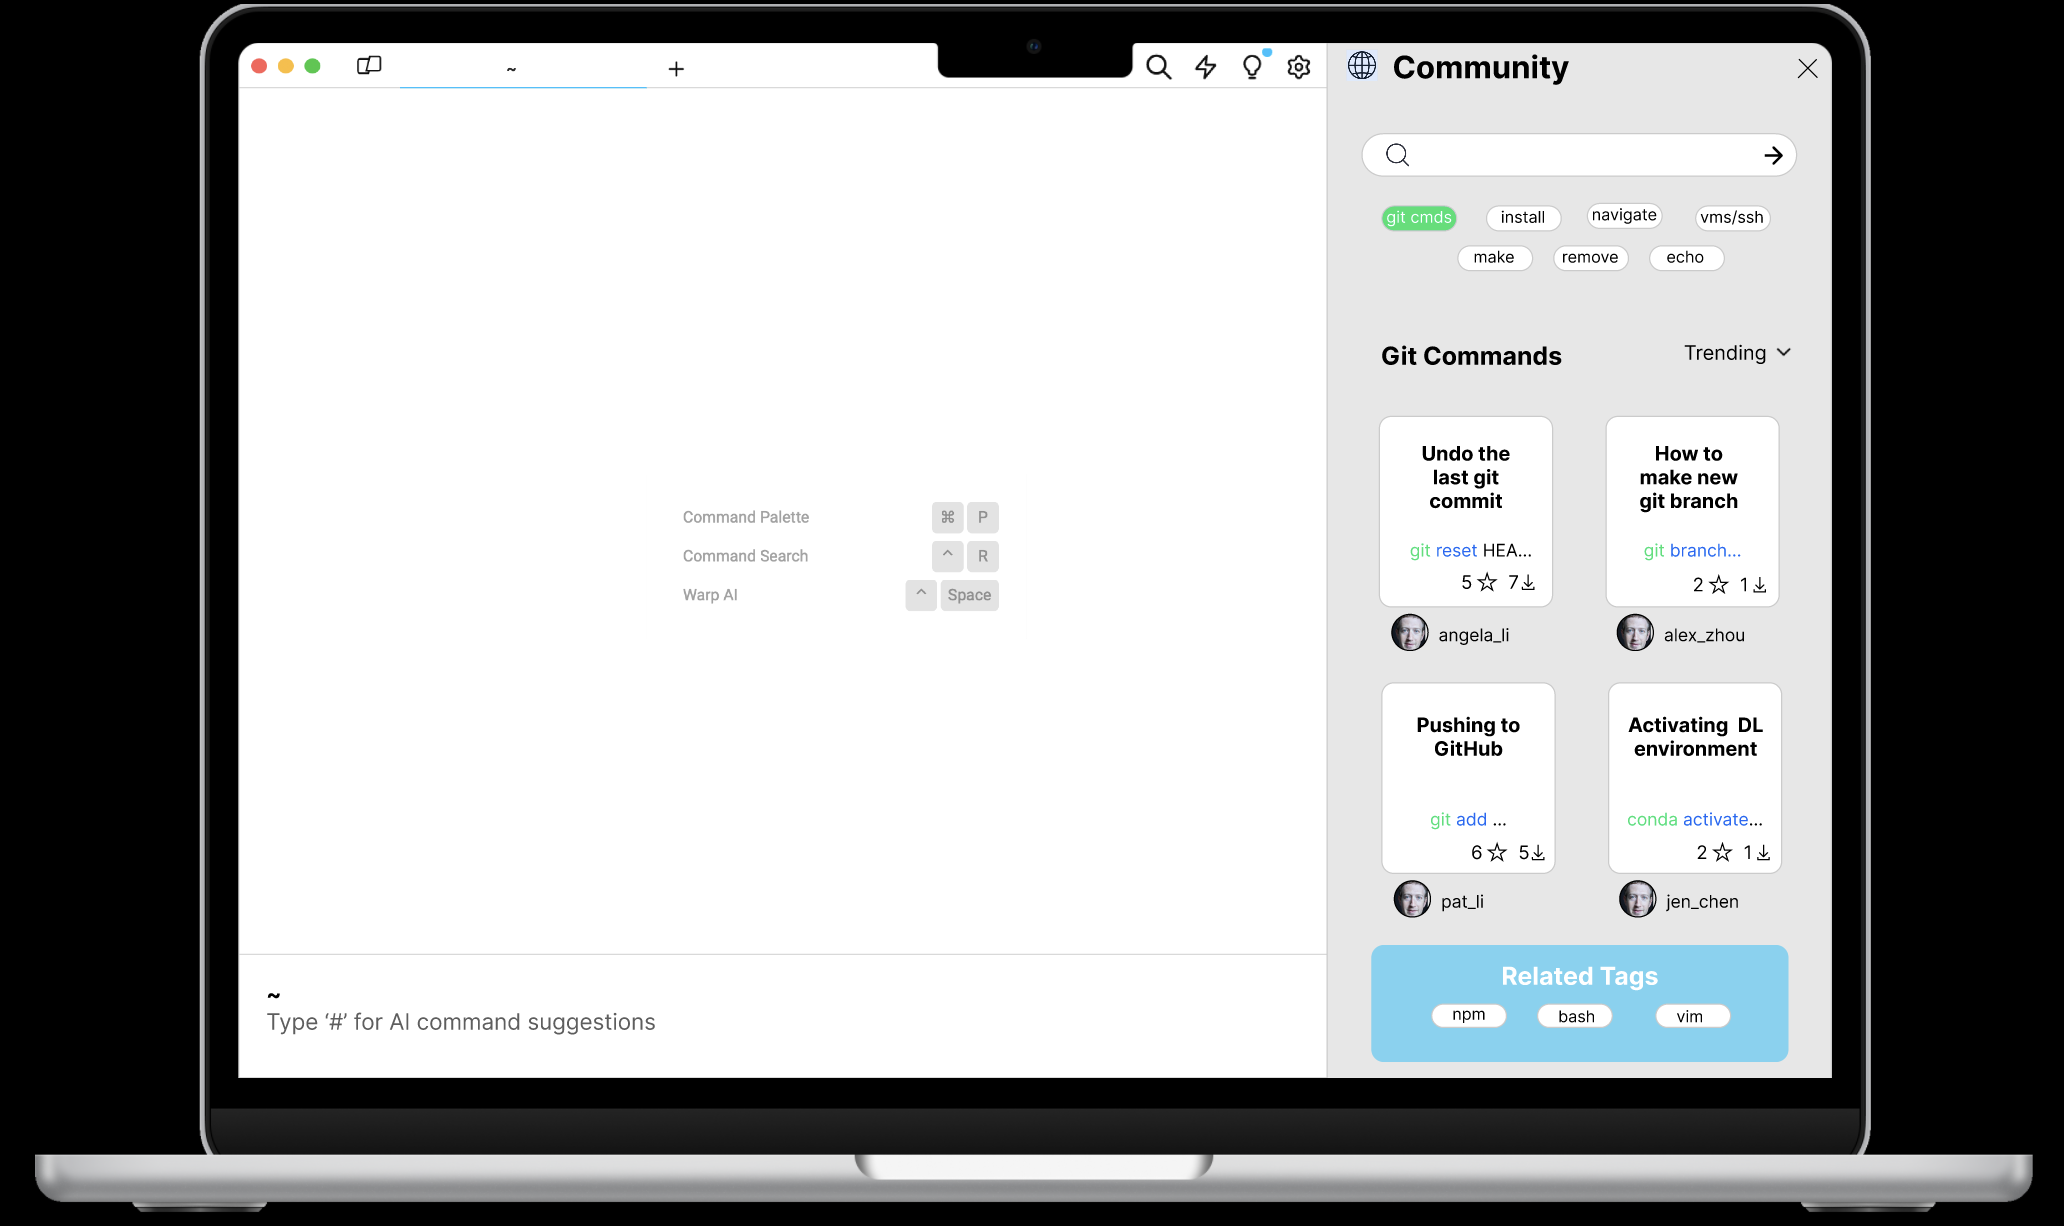 ~
+
Community
git cmds
install
navigate
vms/ssh
make
remove
echo
Git Commands
Trending
Command Palette ⌘ P
Command Search ^ R
Warp AI ^ Space
Undo the
last git
commit
git reset HEA...
5 7
angela_li
How to
make new
git branch
git branch...
2 1
alex_zhou
Pushing to
GitHub
git add ...
6 5
pat_li
Activating DL
environment
conda activate...
2 1
jen_chen
Related Tags
npm
bash
vim
~
Type ‘#’ for AI command suggestions